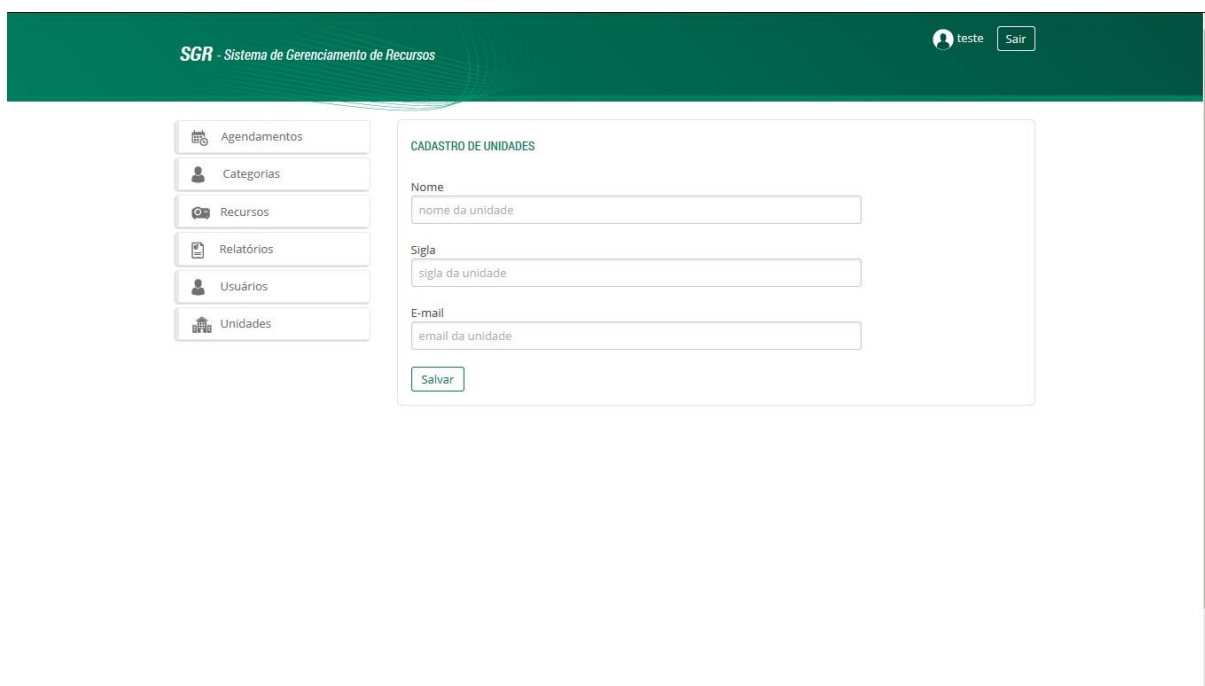 SGR - Sistema de Gerenciamento de Recursos
teste Sair
Agendamentos
Categorias
Recursos
Relatórios
Usuários
Unidades
CADASTRO DE UNIDADES
Nome
nome da unidade
Sigla
sigla da unidade
E-mail
email da unidade
Salvar